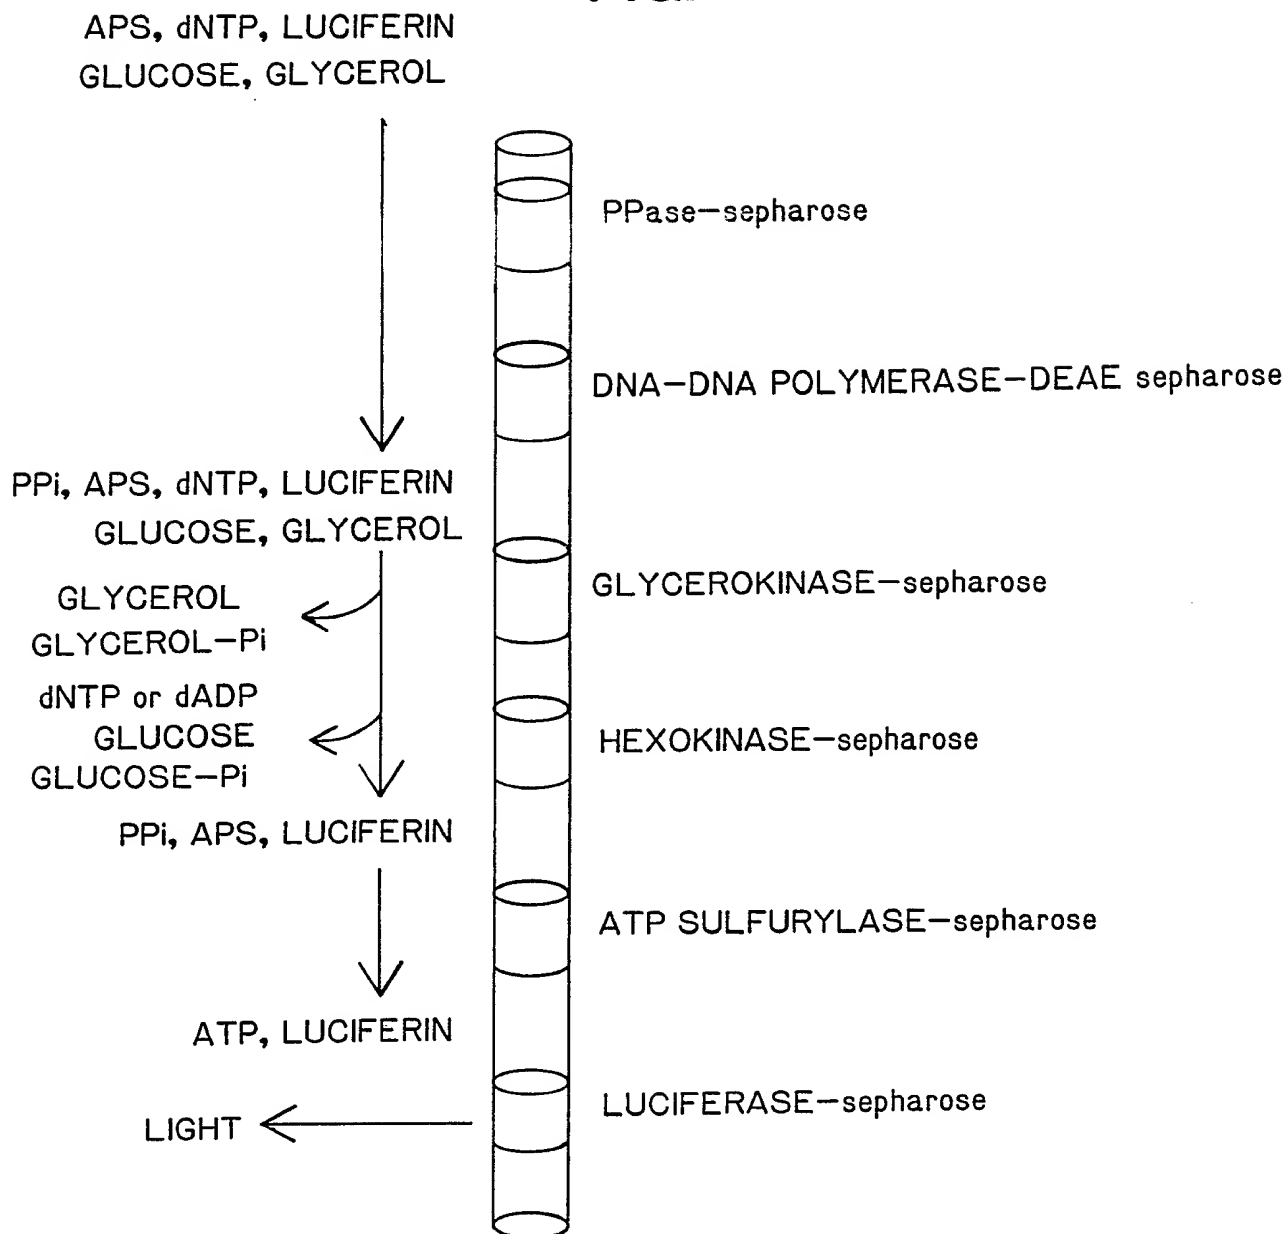 APS, dNTP, LUCIFERIN
GLUCOSE, GLYCEROL
PPase—sepharose
DNA—DNA POLYMERASE—DEAE sepharose
PPi, APS, dNTP, LUCIFERIN
GLUCOSE, GLYCEROL
GLYCEROL
GLYCEROL—Pi
GLYCEROKINASE—sepharose
dNTP or dADP
GLUCOSE
GLUCOSE—Pi
HEXOKINASE—sepharose
PPi, APS, LUCIFERIN
ATP SULFURYLASE—sepharose
ATP, LUCIFERIN
LUCIFERASE—sepharose
LIGHT